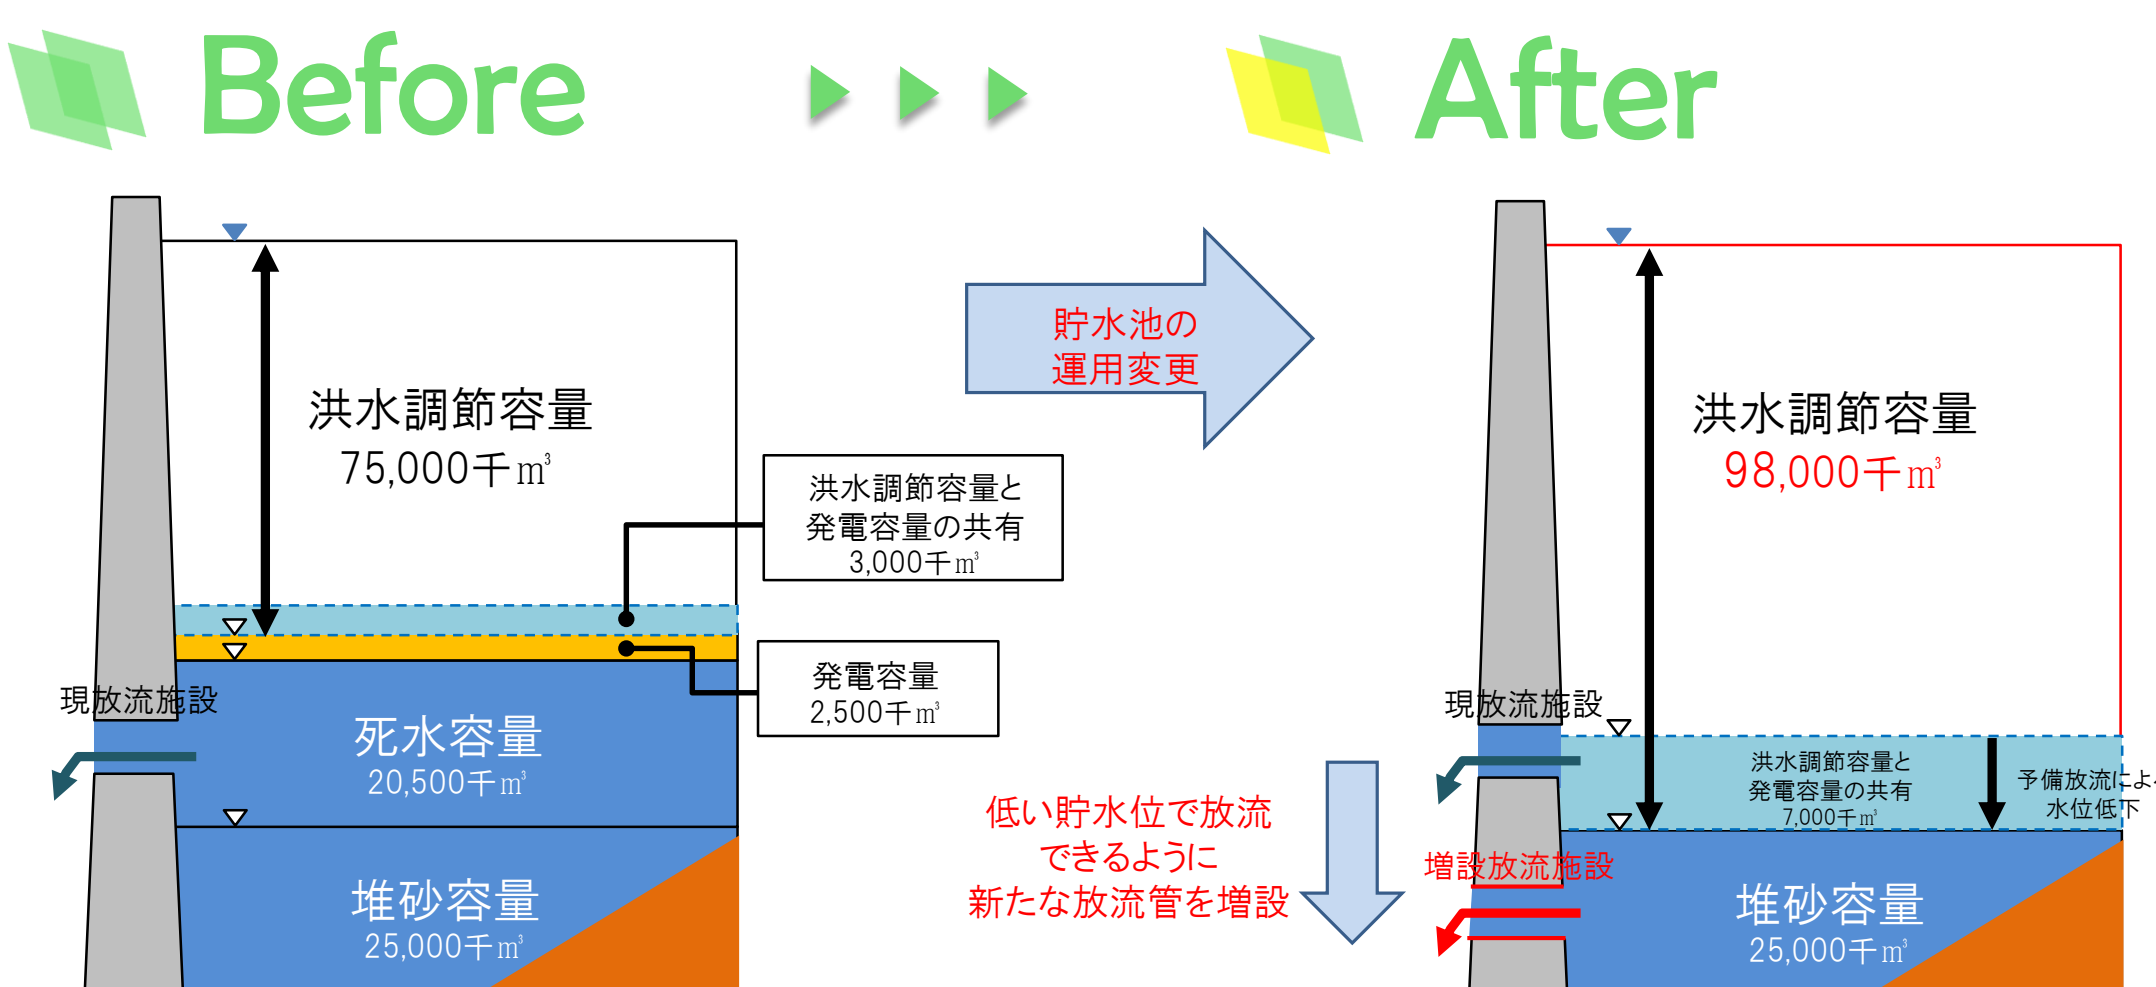 Before
After
洪水調節容量
75,000千㎥
洪水調節容量と
発電容量の共有
3,000千㎥
発電容量
2,500千㎥
現放流施設
死水容量
20,500千㎥
堆砂容量
25,000千㎥
貯水池の
運用変更
低い貯水位で放流
できるように
新たな放流管を増設
洪水調節容量
98,000千㎥
現放流施設
洪水調節容量と
発電容量の共有
7,000千㎥
予備放流によ
水位低下
増設放流施設
堆砂容量
25,000千㎥